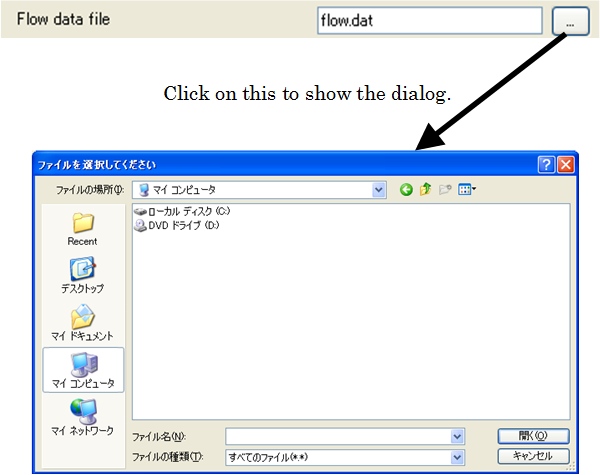 Flow data file
flow.dat
...
Click on this to show the dialog.
ファイルを選択してください
ファイルの場所(I):
マイ コンピュータ
ローカル ディスク (C:)
DVD ドライブ (D:)
Recent
デスクトップ
マイ ドキュメント
マイ コンピュータ
マイ ネットワーク
ファイル名(N):
開く(O)
ファイルの種類(T):
すべてのファイル(*.*)
キャンセル